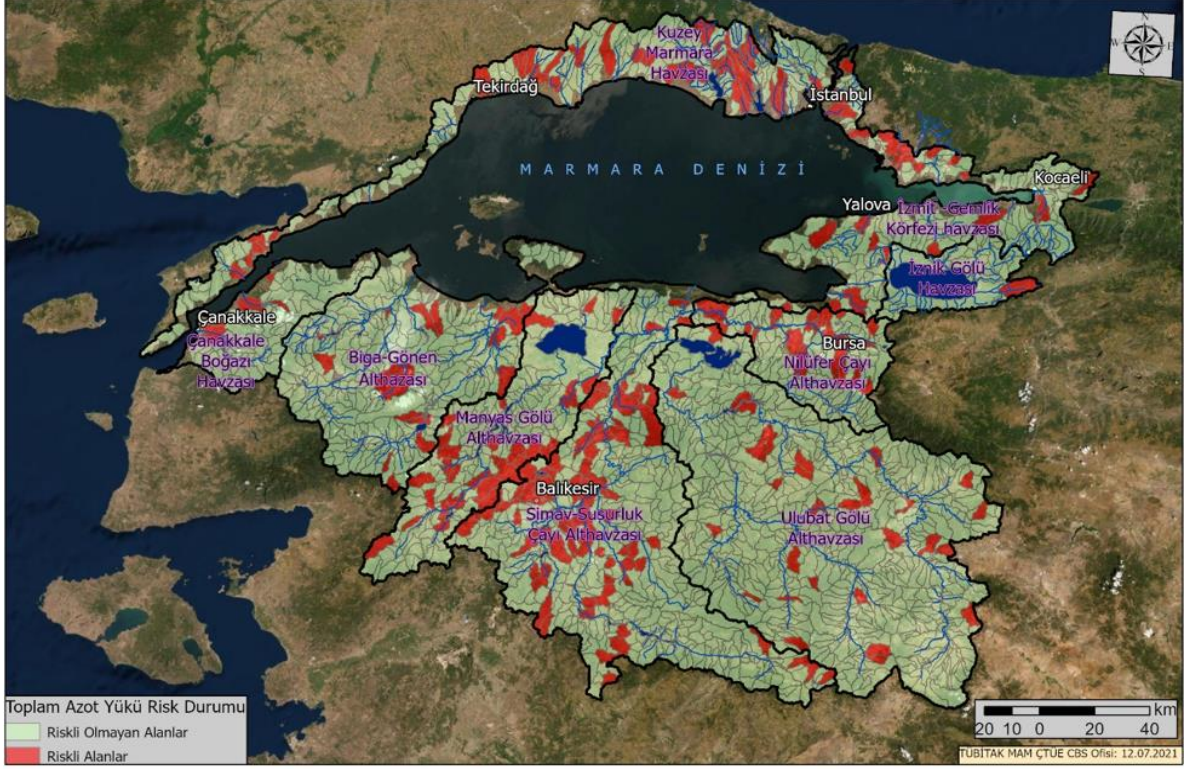 N
W E
S
Kuzey
Marmara
Havzası
Tekirdağ
İstanbul
MARMARA DENİZİ
Kocaeli
Yalova
İzmit -Gemlik
Körfezi havzası
İznik Gölü
Havzası
Çanakkale
Çanakkale
Boğazı
Havzası
Biga-Gönen
Althazası
Bursa
Nilüfer Çayı
Althavzası
Manyas Gölü
Althavzası
Balıkesir
Simav-Susurluk
Çayı Althavzası
Ulubat Gölü
Althavzası
Toplam Azot Yükü Risk Durumu
Riskli Olmayan Alanlar
Riskli Alanlar
km
20 10 0 20 40
TÜBİTAK MAM ÇTÜE CBS Ofisi: 12.07.2021